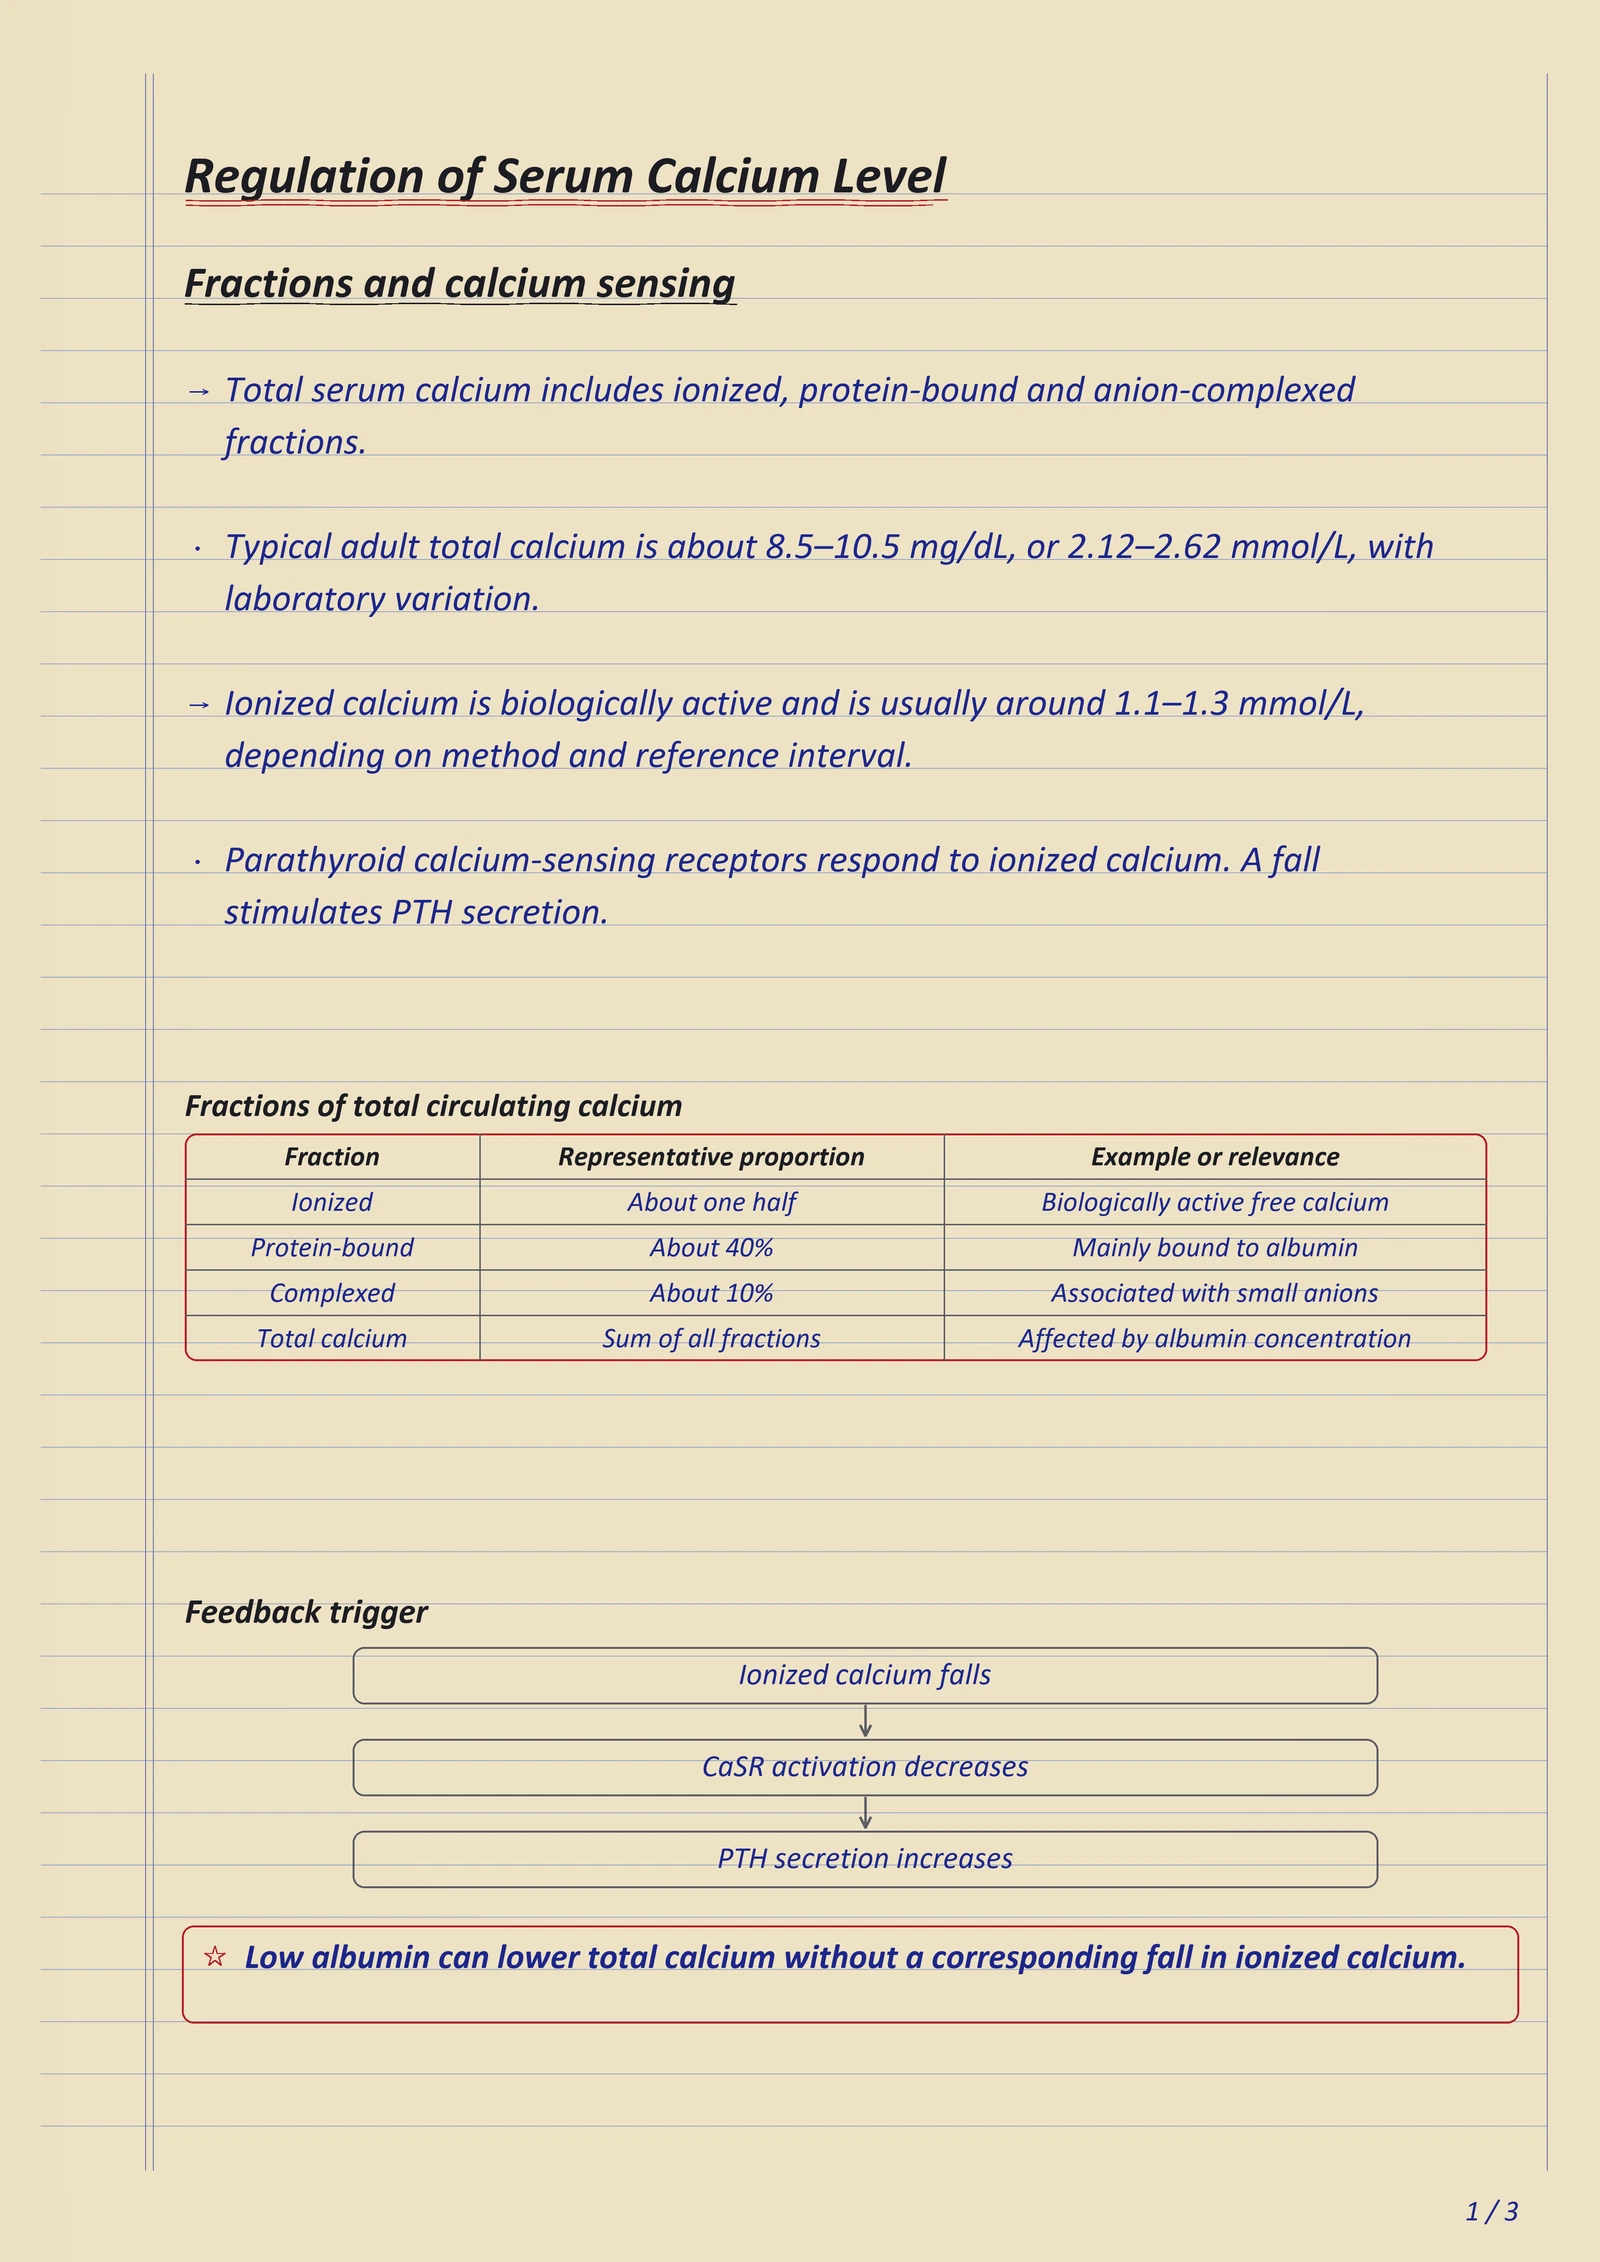 Regulation of Serum Calcium Level
Fractions and calcium sensing
→ Total serum calcium includes ionized, protein-bound and anion-complexed
fractions.
· Typical adult total calcium is about 8.5–10.5 mg/dL, or 2.12–2.62 mmol/L, with
laboratory variation.
→ Ionized calcium is biologically active and is usually around 1.1–1.3 mmol/L,
depending on method and reference interval.
· Parathyroid calcium-sensing receptors respond to ionized calcium. A fall
stimulates PTH secretion.
Fractions of total circulating calcium
Fraction Representative proportion Example or relevance
Ionized About one half Biologically active free calcium
Protein-bound About 40% Mainly bound to albumin
Complexed About 10% Associated with small anions
Total calcium Sum of all fractions Affected by albumin concentration
Feedback trigger
Ionized calcium falls
CaSR activation decreases
PTH secretion increases
☆ Low albumin can lower total calcium without a corresponding fall in ionized calcium.
1 / 3